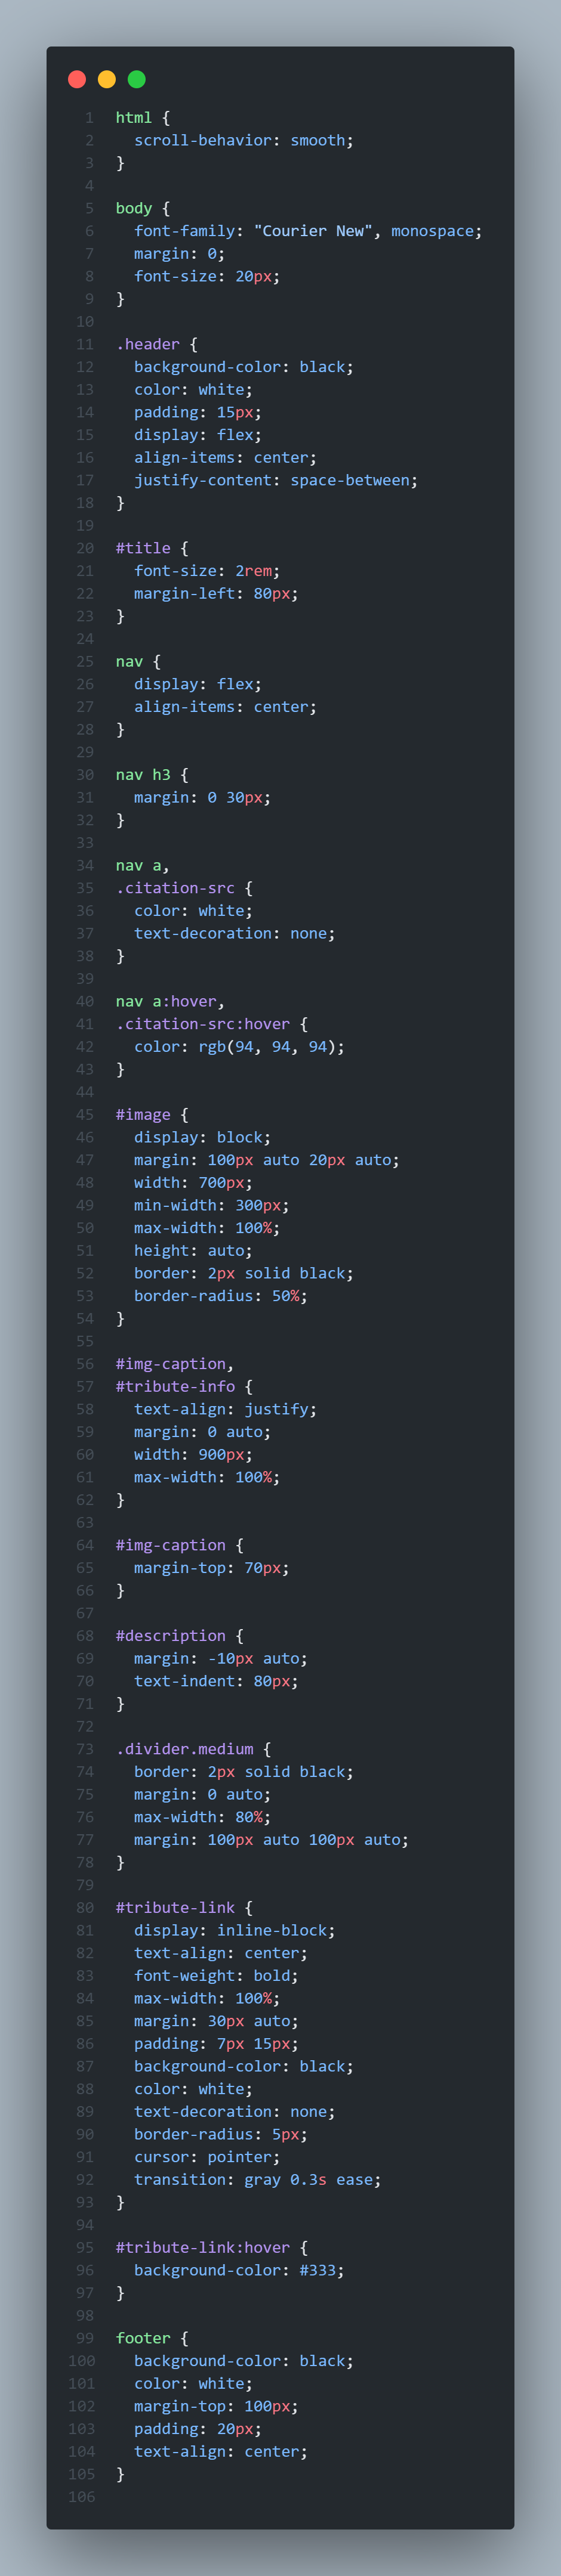 1 html {
2   scroll-behavior: smooth;
3 }
4
5 body {
6   font-family: "Courier New", monospace;
7   margin: 0;
8   font-size: 20px;
9 }
10
11 .header {
12   background-color: black;
13   color: white;
14   padding: 15px;
15   display: flex;
16   align-items: center;
17   justify-content: space-between;
18 }
19
20 #title {
21   font-size: 2rem;
22   margin-left: 80px;
23 }
24
25 nav {
26   display: flex;
27   align-items: center;
28 }
29
30 nav h3 {
31   margin: 0 30px;
32 }
33
34 nav a,
35 .citation-src {
36   color: white;
37   text-decoration: none;
38 }
39
40 nav a:hover,
41 .citation-src:hover {
42   color: rgb(94, 94, 94);
43 }
44
45 #image {
46   display: block;
47   margin: 100px auto 20px auto;
48   width: 700px;
49   min-width: 300px;
50   max-width: 100%;
51   height: auto;
52   border: 2px solid black;
53   border-radius: 50%;
54 }
55
56 #img-caption,
57 #tribute-info {
58   text-align: justify;
59   margin: 0 auto;
60   width: 900px;
61   max-width: 100%;
62 }
63
64 #img-caption {
65   margin-top: 70px;
66 }
67
68 #description {
69   margin: -10px auto;
70   text-indent: 80px;
71 }
72
73 .divider.medium {
74   border: 2px solid black;
75   margin: 0 auto;
76   max-width: 80%;
77   margin: 100px auto 100px auto;
78 }
79
80 #tribute-link {
81   display: inline-block;
82   text-align: center;
83   font-weight: bold;
84   max-width: 100%;
85   margin: 30px auto;
86   padding: 7px 15px;
87   background-color: black;
88   color: white;
89   text-decoration: none;
90   border-radius: 5px;
91   cursor: pointer;
92   transition: gray 0.3s ease;
93 }
94
95 #tribute-link:hover {
96   background-color: #333;
97 }
98
99 footer {
100   background-color: black;
101   color: white;
102   margin-top: 100px;
103   padding: 20px;
104   text-align: center;
105 }
106